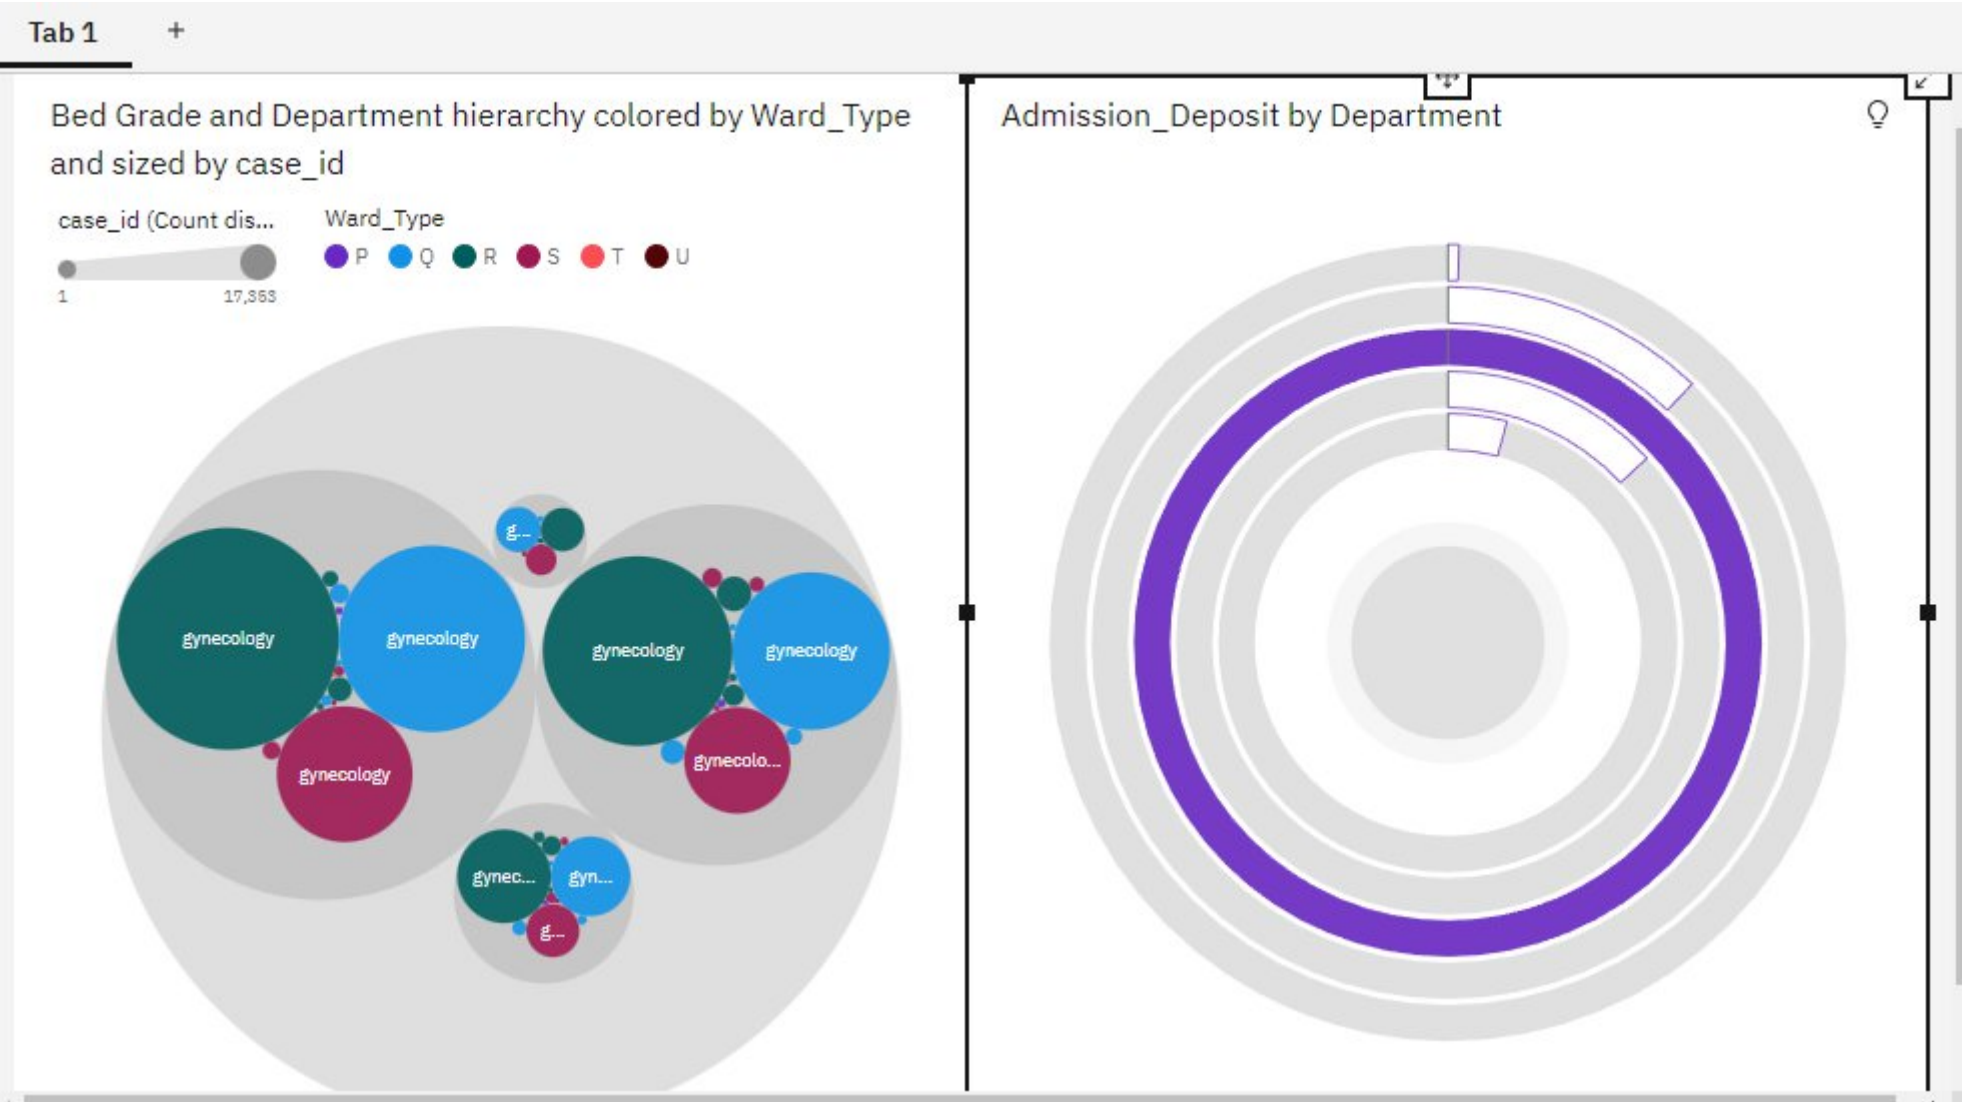 Tab 1 +
Bed Grade and Department hierarchy colored by Ward_Type
and sized by case_id
case_id (Count dis...
1 17,353
Ward_Type
P Q R S T U
g...
gynecology
gynecology
gynecology
gynecology
gynecology
gynecolo...
gynec...
gyn...
g...
Admission_Deposit by Department